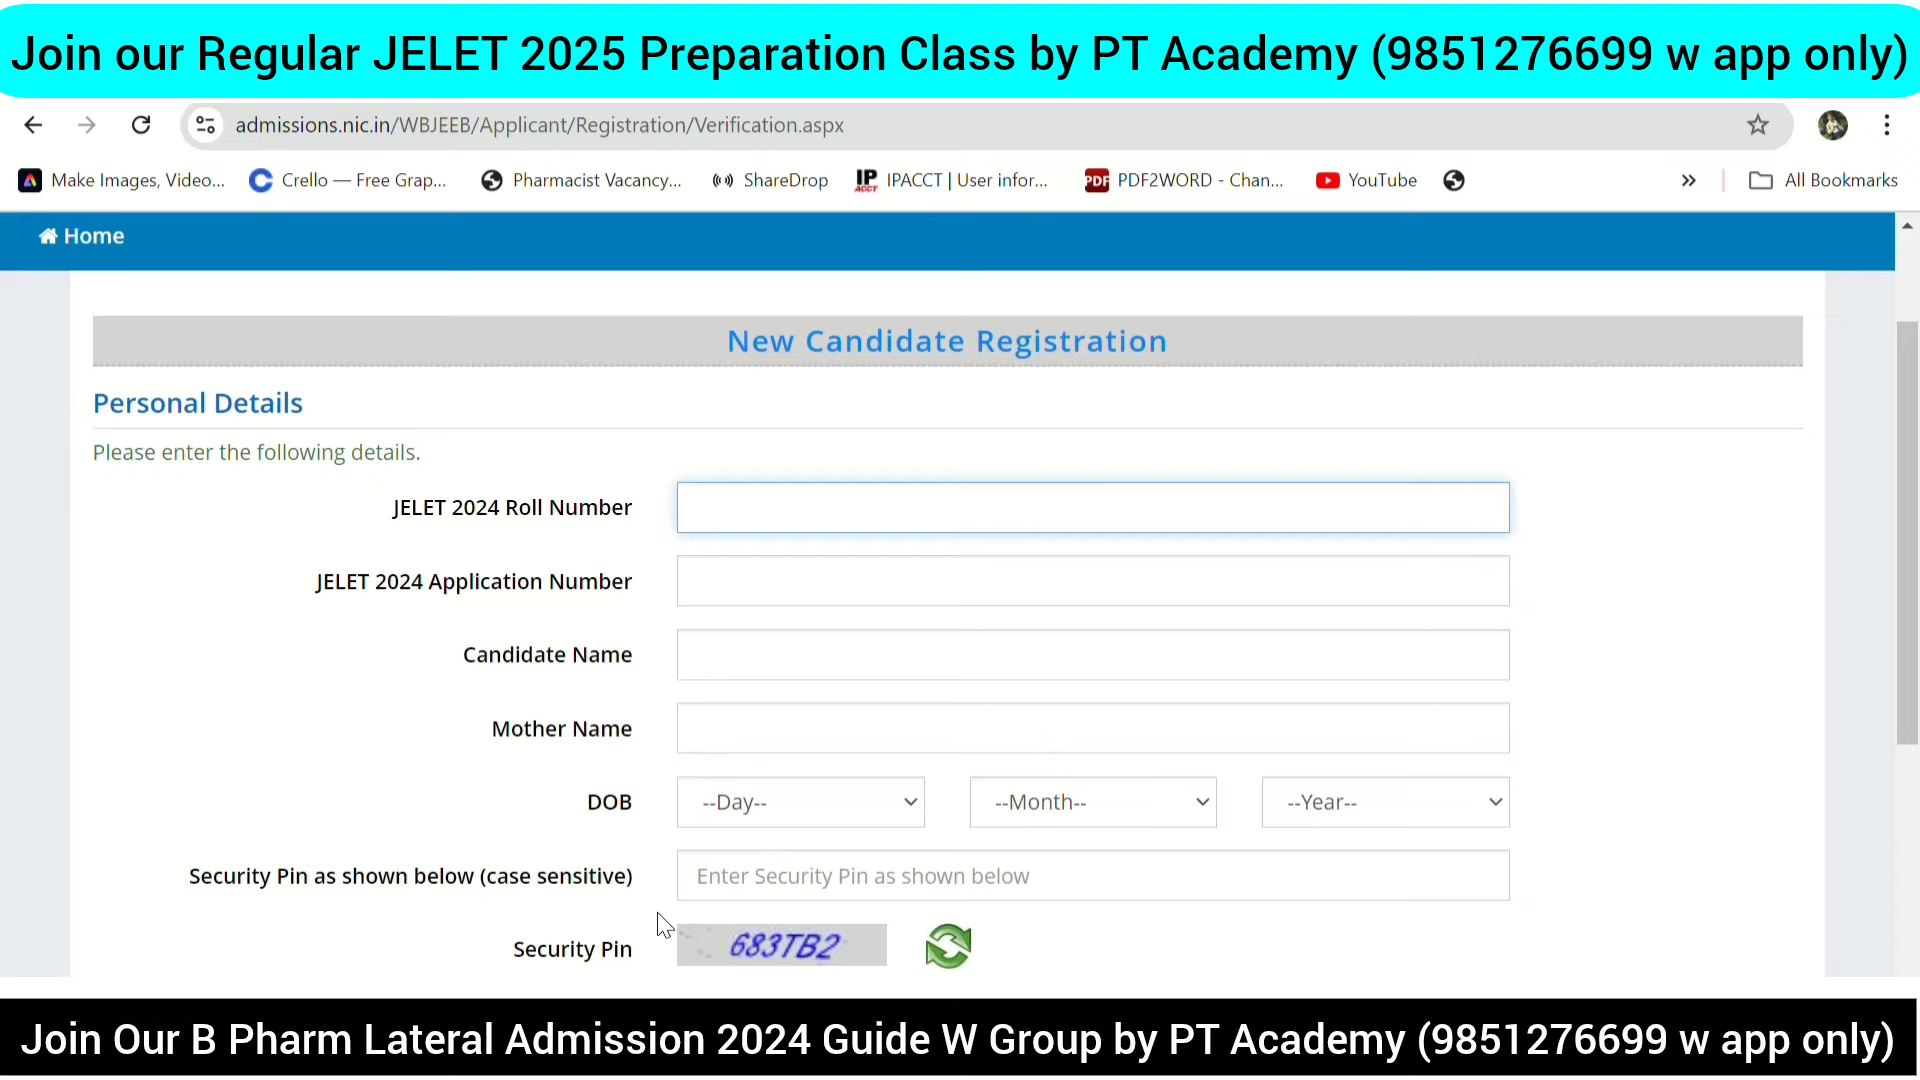 Join our Regular JELET 2025 Preparation Class by PT Academy (9851276699 w app only)
admissions.nic.in/WBJEEB/Applicant/Registration/Verification.aspx
Make Images, Video... Crello — Free Grap... Pharmacist Vacancy... ShareDrop IP ACCT IPACCT | User infor... PDF PDF2WORD - Chan... YouTube » All Bookmarks
Home
New Candidate Registration
Personal Details
Please enter the following details.
JELET 2024 Roll Number
JELET 2024 Application Number
Candidate Name
Mother Name
DOB --Day-- --Month-- --Year--
Security Pin as shown below (case sensitive) Enter Security Pin as shown below
Security Pin 683TB2
Join Our B Pharm Lateral Admission 2024 Guide W Group by PT Academy (9851276699 w app only)